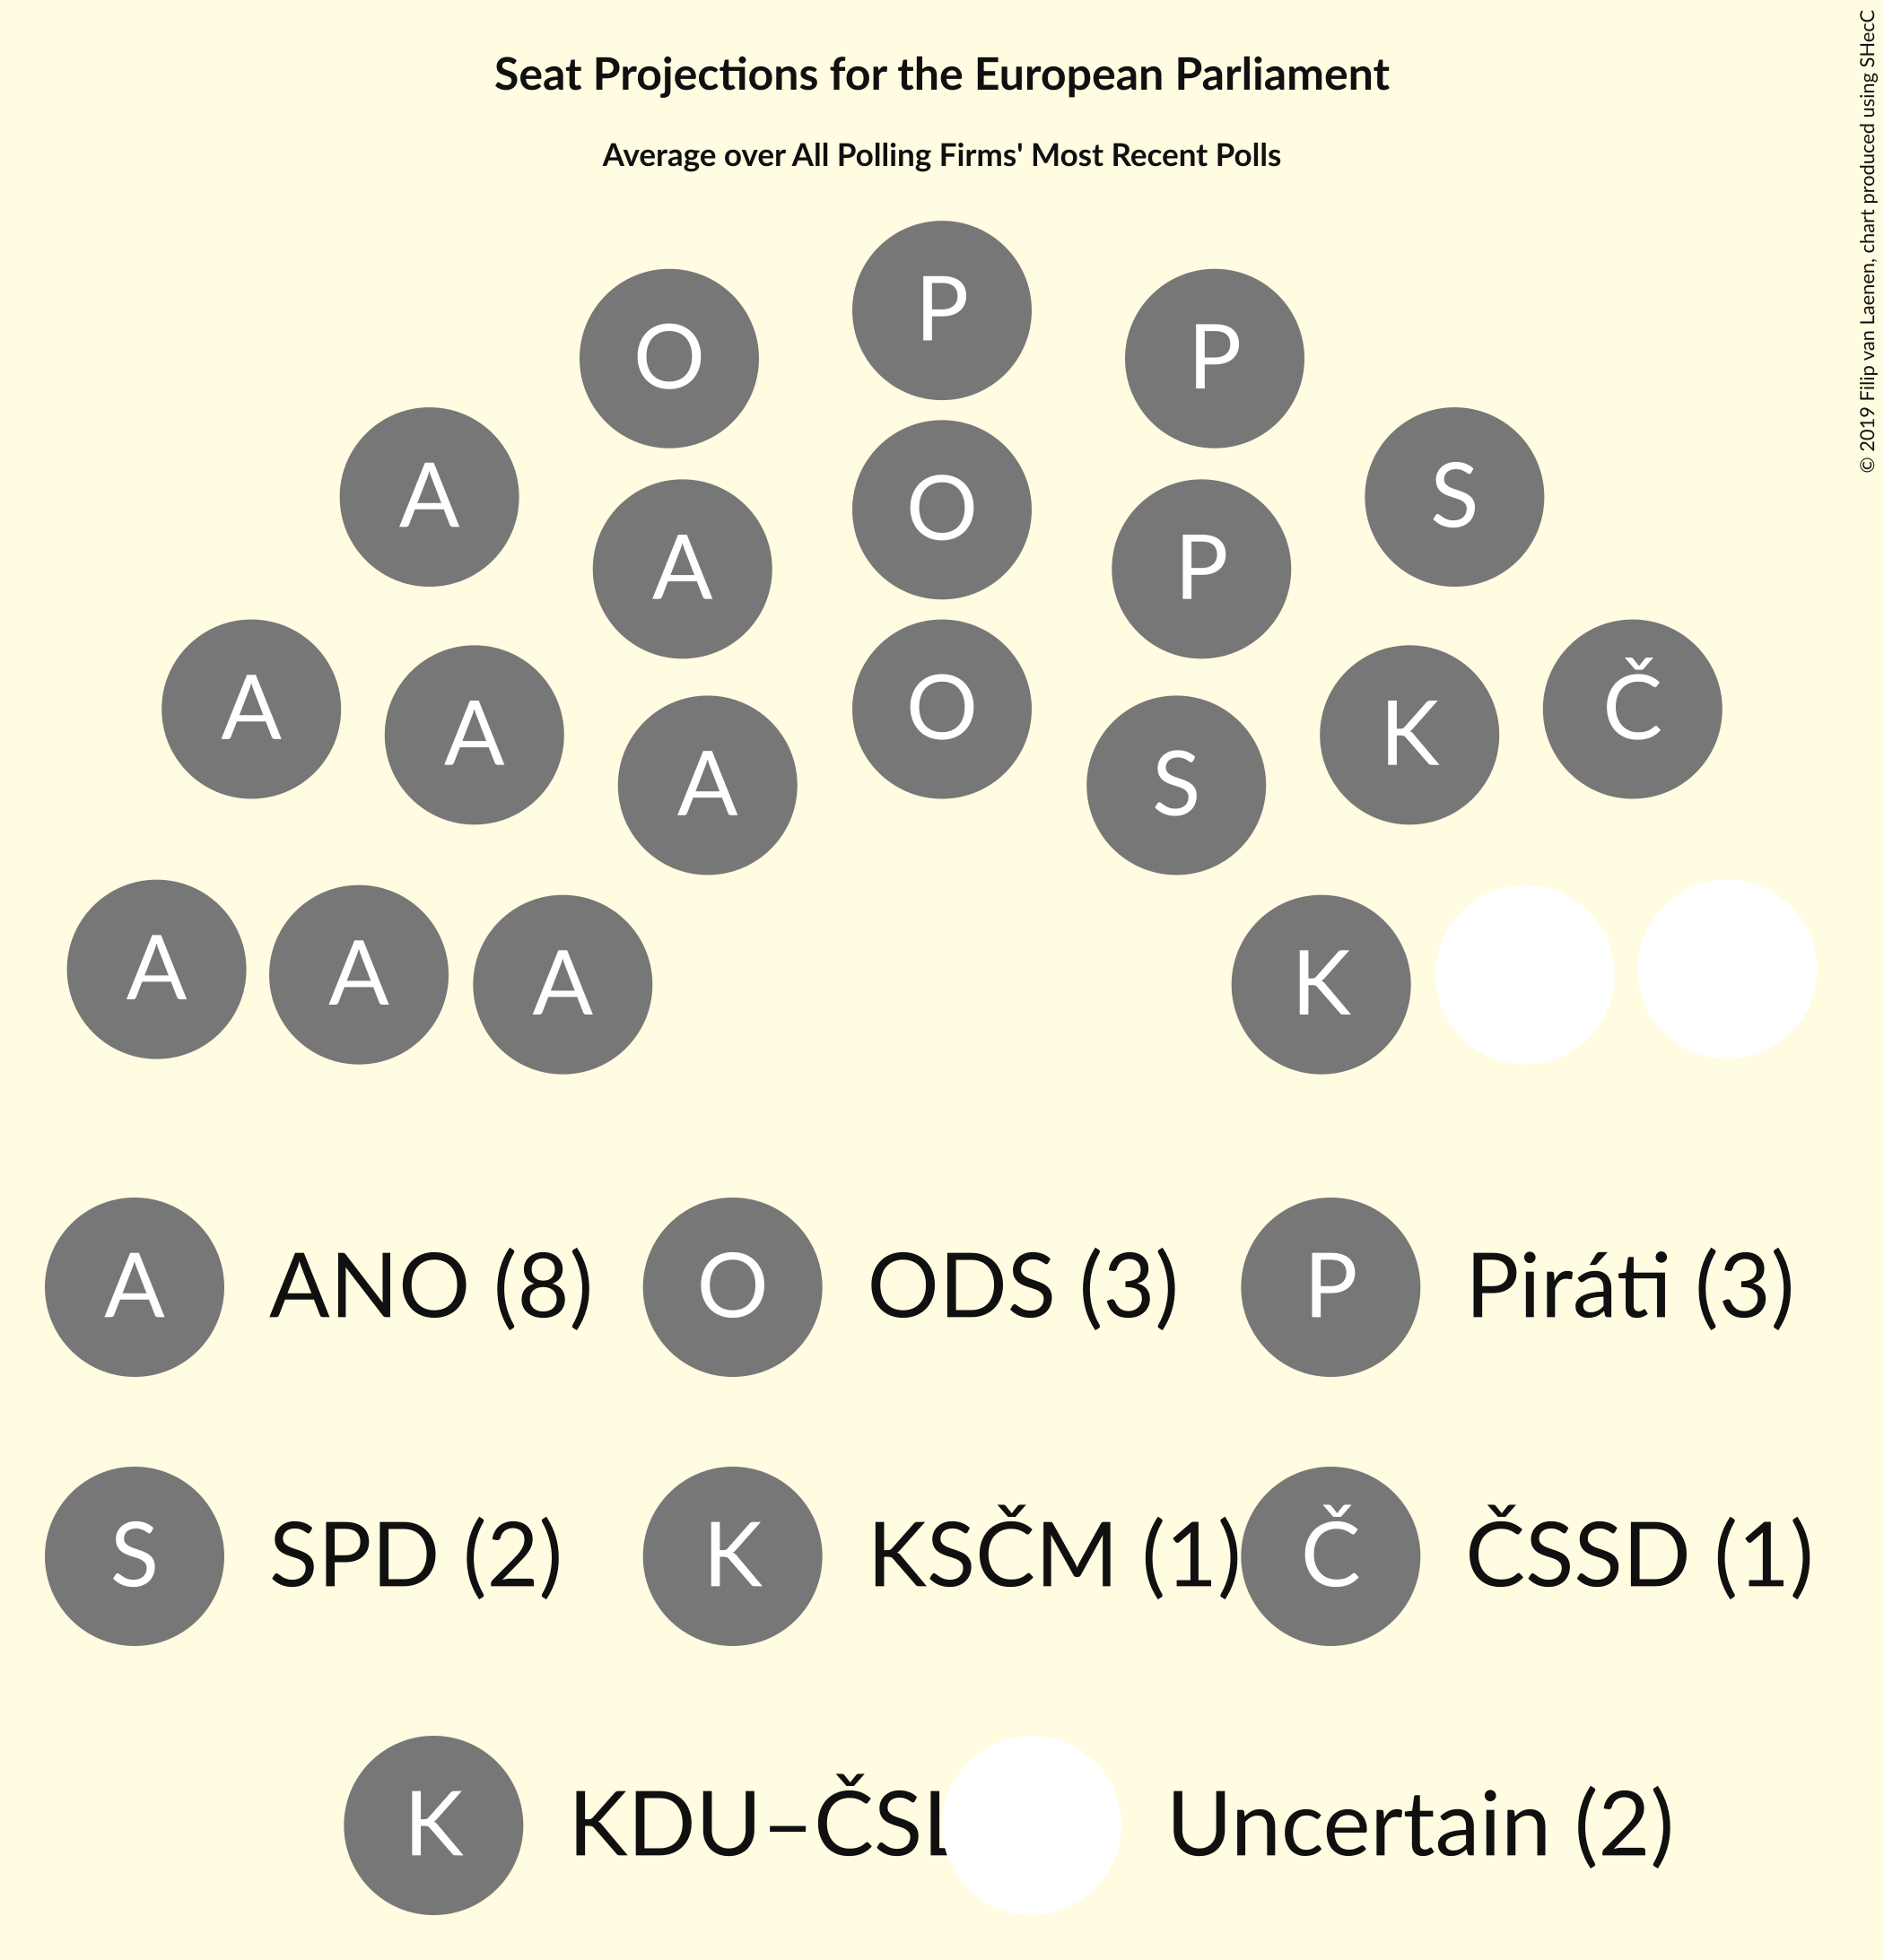 Seat Projections for the European Parliament
Average over All Polling Firms' Most Recent Polls
© 2019 Filip van Laenen, chart produced using SHecC
P
O P
A O S
A P
A O Č
A K
A S
A A A K
A ANO (8) O ODS (3) P Piráti (3)
S SPD (2) K KSČM (1) Č ČSSD (1)
K KDU–ČSL Uncertain (2)